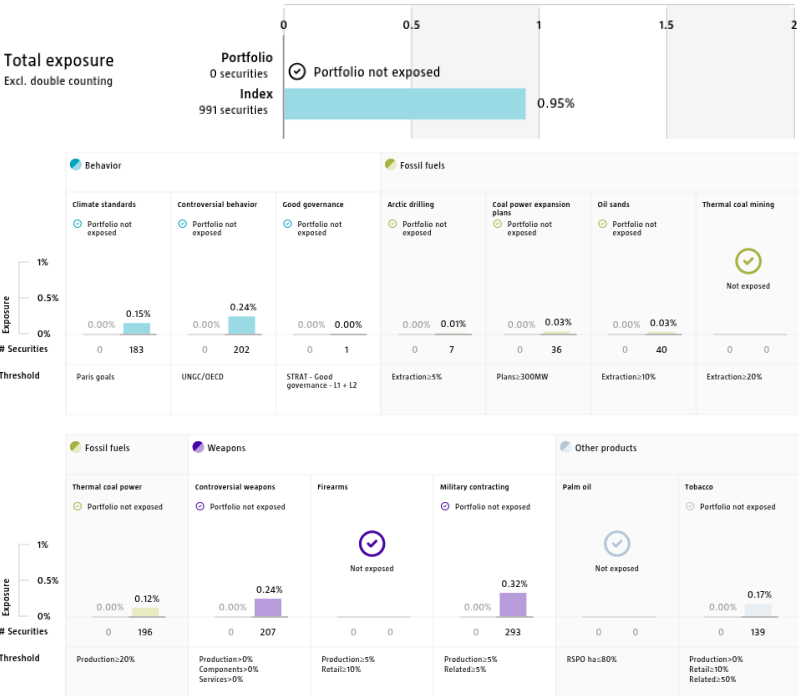 0 0.5 1 1.5 2
Total exposure
Excl. double counting
Portfolio
0 securities
Portfolio not exposed
Index
991 securities
0.95%
Behavior
Fossil fuels
Climate standards
Portfolio not
exposed
Controversial behavior
Portfolio not
exposed
Good governance
Portfolio not
exposed
Arctic drilling
Portfolio not
exposed
Coal power expansion
plans
Portfolio not
exposed
Oil sands
Portfolio not
exposed
Thermal coal mining
Not exposed
Exposure
1%
0.5%
0%
0.00% 0.15% 0.00% 0.24% 0.00% 0.00% 0.00% 0.01% 0.00% 0.03% 0.00% 0.03%
# Securities 0 183 0 202 0 1 0 7 0 36 0 40 0 0
Threshold
Paris goals
UNGC/OECD
STRAT - Good
governance - L1 + L2
Extraction≥5%
Plans≥300MW
Extraction≥10%
Extraction≥20%
Fossil fuels
Weapons
Other products
Thermal coal power
Portfolio not exposed
Controversial weapons
Portfolio not exposed
Firearms
Not exposed
Military contracting
Portfolio not exposed
Palm oil
Not exposed
Tobacco
Portfolio not exposed
Exposure
1%
0.5%
0%
0.00% 0.12% 0.00% 0.24% 0.00% 0.32% 0.00% 0.17%
# Securities 0 196 0 207 0 0 0 293 0 0 0 139
Threshold
Production≥20%
Production>0%
Components>0%
Services>0%
Production≥5%
Retail≥10%
Production≥5%
Related≥5%
RSPO ha≤80%
Production>0%
Retail≥10%
Related≥50%